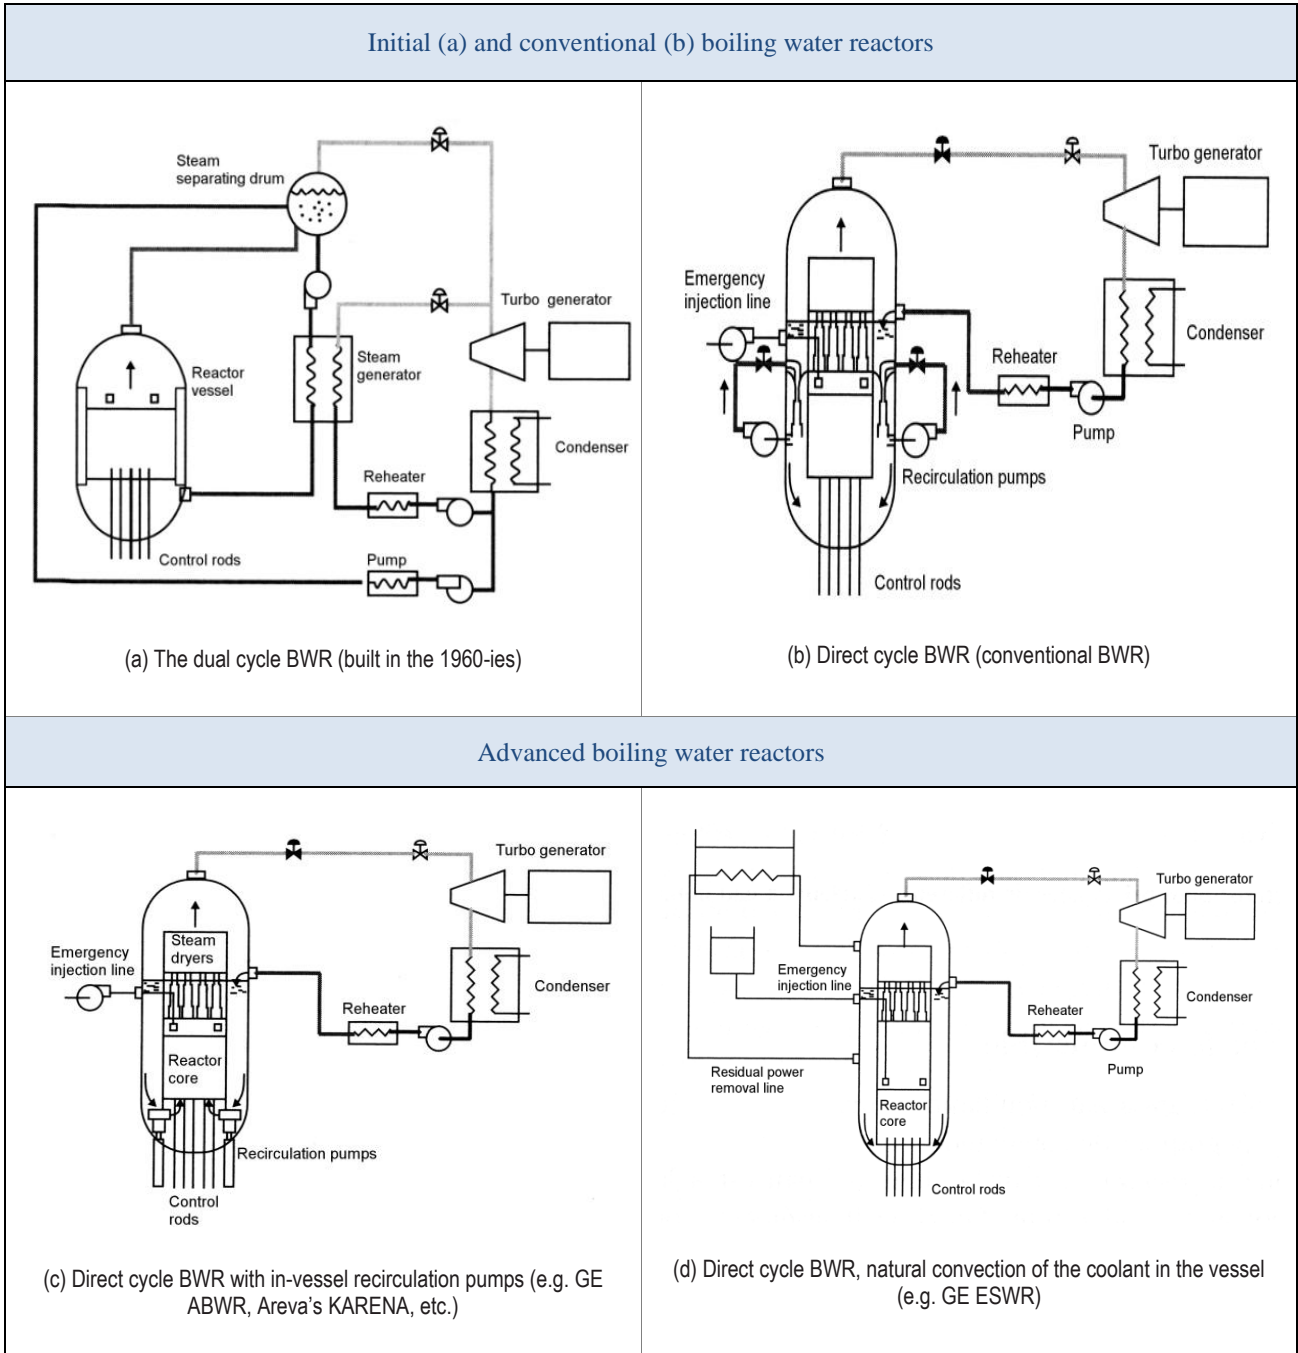 Initial (a) and conventional (b) boiling water reactors
Steam
separating drum
Turbo generator
Reactor
vessel
Steam
generator
Condenser
Reheater
Control rods
Pump
(a) The dual cycle BWR (built in the 1960-ies)
Turbo generator
Emergency
injection line
Condenser
Reheater
Pump
Recirculation pumps
Control rods
(b) Direct cycle BWR (conventional BWR)
Advanced boiling water reactors
Turbo generator
Steam
dryers
Emergency
injection line
Condenser
Reheater
Reactor
core
Recirculation pumps
Control
rods
(c) Direct cycle BWR with in-vessel recirculation pumps (e.g. GE
ABWR, Areva's KARENA, etc.)
Turbo generator
Emergency
injection line
Condenser
Reheater
Pump
Residual power
removal line
Reactor
core
Control rods
(d) Direct cycle BWR, natural convection of the coolant in the vessel
(e.g. GE ESWR)